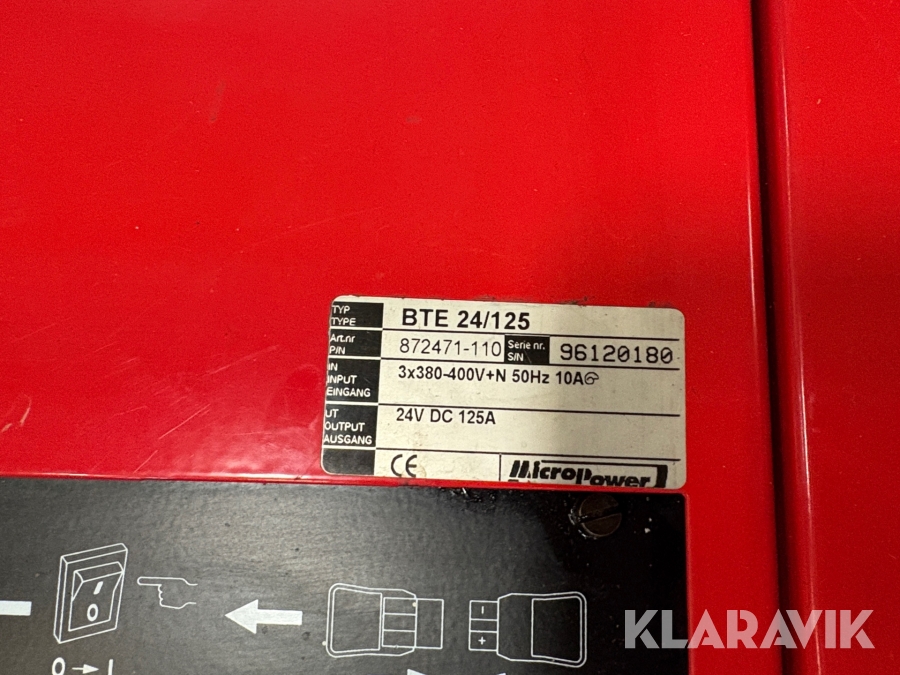 TYP
TYPE
BTE 24/125
Art.nr
P/N
872471-110
Serie nr.
S/N
96120180
IN
INPUT
EINGANG
3x380-400V+N 50Hz 10A
UT
OUTPUT
AUSGANG
24V DC 125A
CE
MicroPower
I
O
- 
+
O → I
KLARAVIK